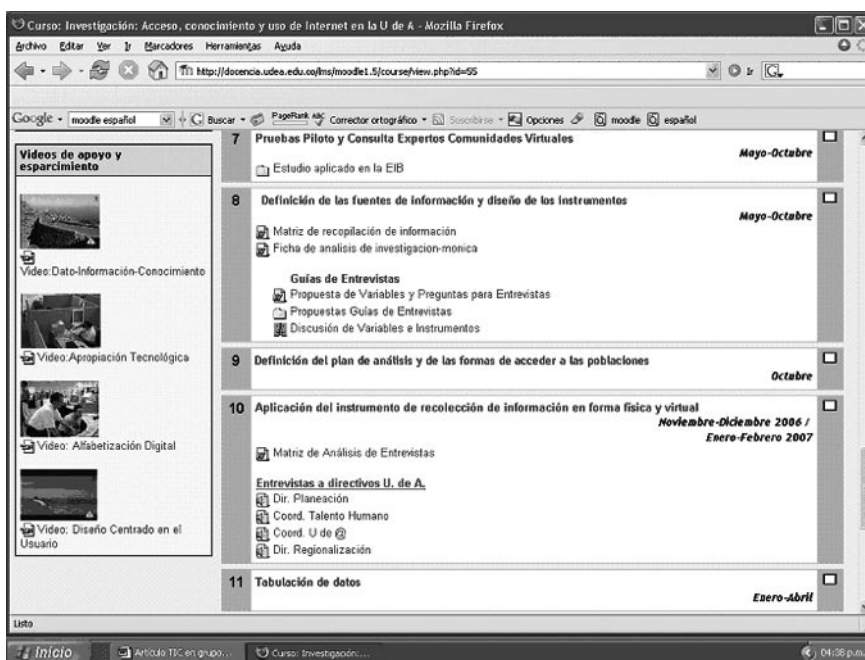 Curso: Investigación: Acceso, conocimiento y uso de Internet en la U de A - Mozilla Firefox
Archivo Editar Ver Ir Marcadores Herramientas Ayuda
http://docencia.udea.edu.co/lms/moodle1.5/course/view.php?id=55
Ir
Google moodle español Buscar PageRank ABC Corrector ortográfico Suscribirse Opciones moodle español
Videos de apoyo y
esparcimiento
Video:Dato-Información-Conocimiento
Video:Apropiación Tecnológica
Video: Alfabetización Digital
Video: Diseño Centrado en el
Usuario
7 Pruebas Piloto y Consulta Expertos Comunidades Virtuales
Mayo-Octubre
Estudio aplicado en la EIB
8 Definición de las fuentes de información y diseño de los instrumentos
Mayo-Octubre
Matriz de recopilación de información
Ficha de analisis de investigacion-monica
Guías de Entrevistas
Propuesta de Variables y Preguntas para Entrevistas
Propuestas Guías de Entrevistas
Discusión de Variables e Instrumentos
9 Definición del plan de análisis y de las formas de acceder a las poblaciones
Octubre
10 Aplicación del instrumento de recolección de información en forma física y virtual
Noviembre-Diciembre 2006 /
Enero-Febrero 2007
Matriz de Análisis de Entrevistas
Entrevistas a directivos U. de A.
Dir. Planeación
Coord. Talento Humano
Coord. U de @
Dir. Regionalización
11 Tabulación de datos
Enero-Abril
Listo
Inicio Artículo TIC en grupo... Curso: Investigación:... 04:38 p.m.